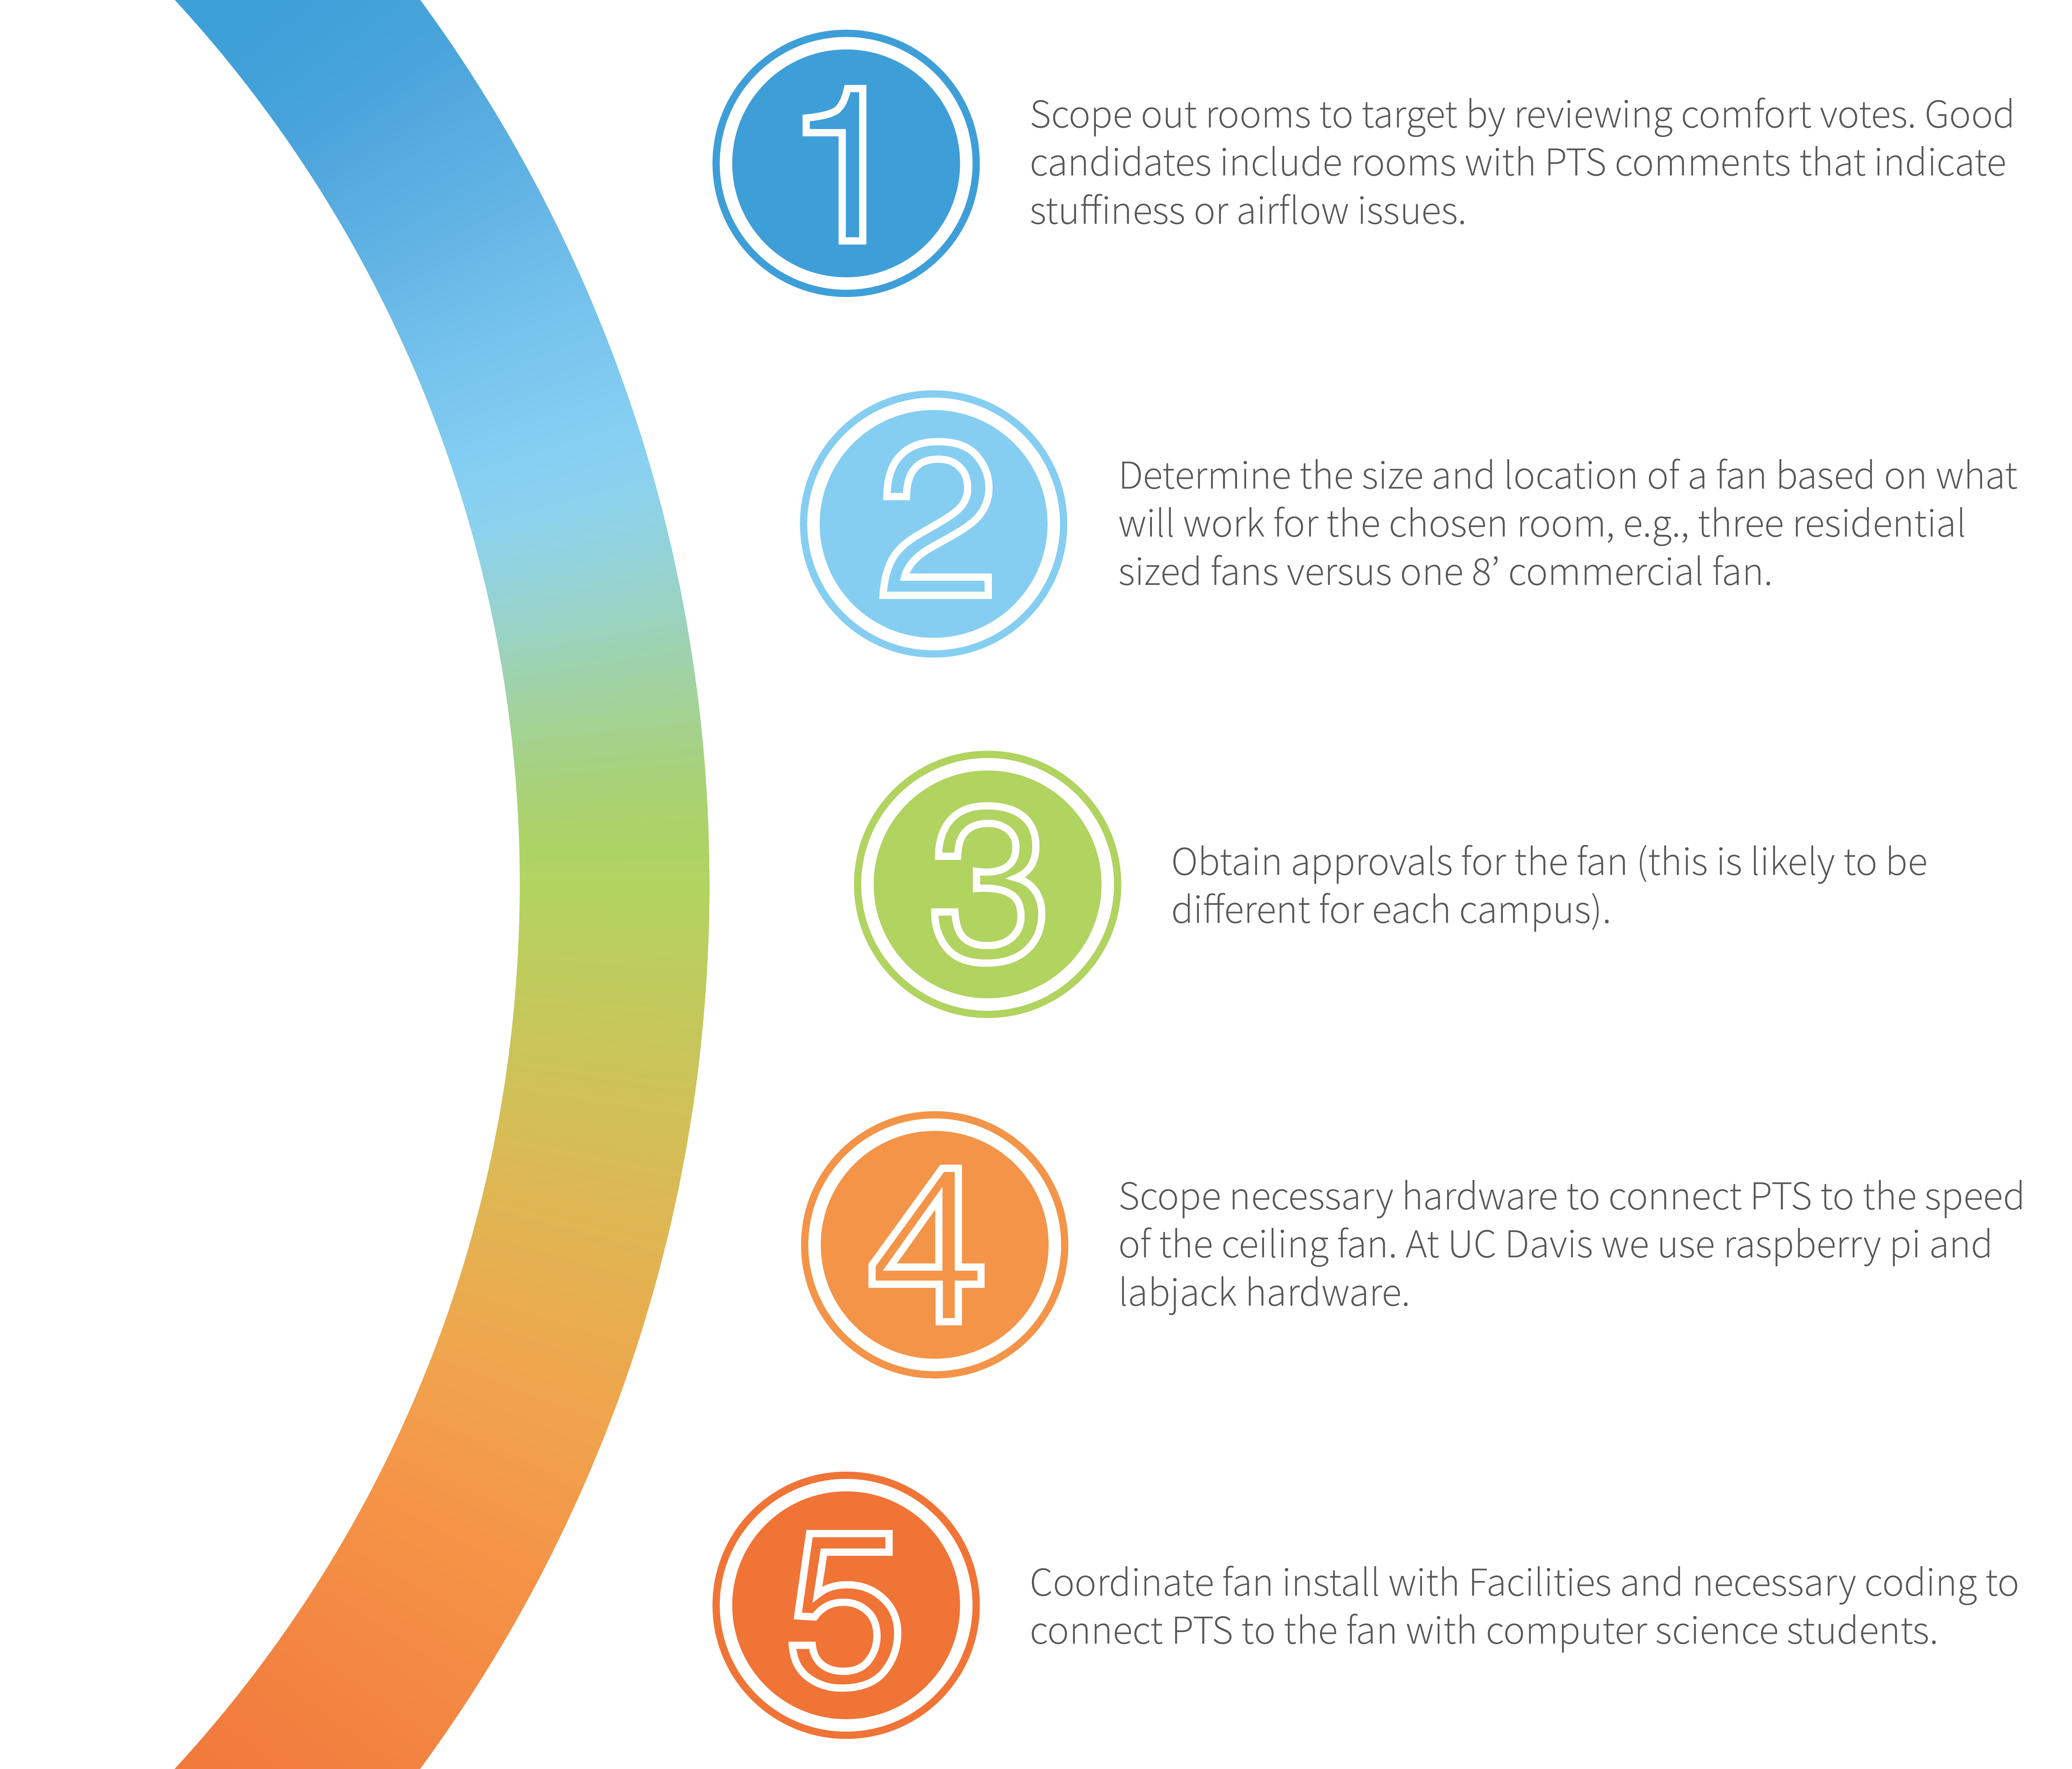 1
Scope out rooms to target by reviewing comfort votes. Good
candidates include rooms with PTS comments that indicate
stuffiness or airflow issues.
2
Determine the size and location of a fan based on what
will work for the chosen room, e.g., three residential
sized fans versus one 8’ commercial fan.
3
Obtain approvals for the fan (this is likely to be
different for each campus).
4
Scope necessary hardware to connect PTS to the speed
of the ceiling fan. At UC Davis we use raspberry pi and
labjack hardware.
5
Coordinate fan install with Facilities and necessary coding to
connect PTS to the fan with computer science students.